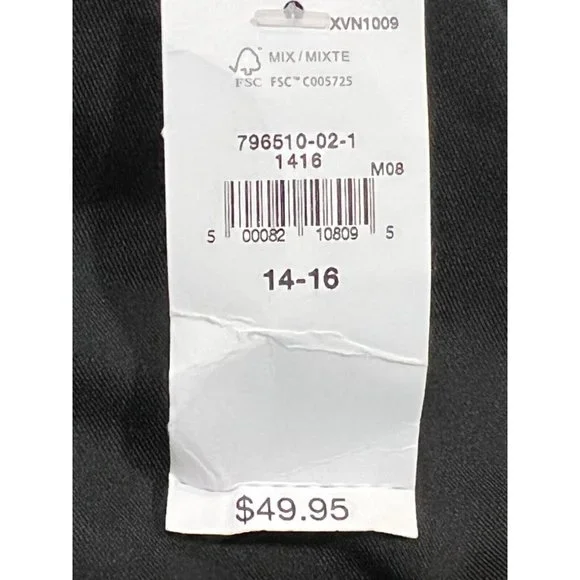 XVN1009
MIX / MIXTE
FSC FSC™ C005725
796510-02-1
1416
M08
5 00082 10809 5
14-16
$49.95